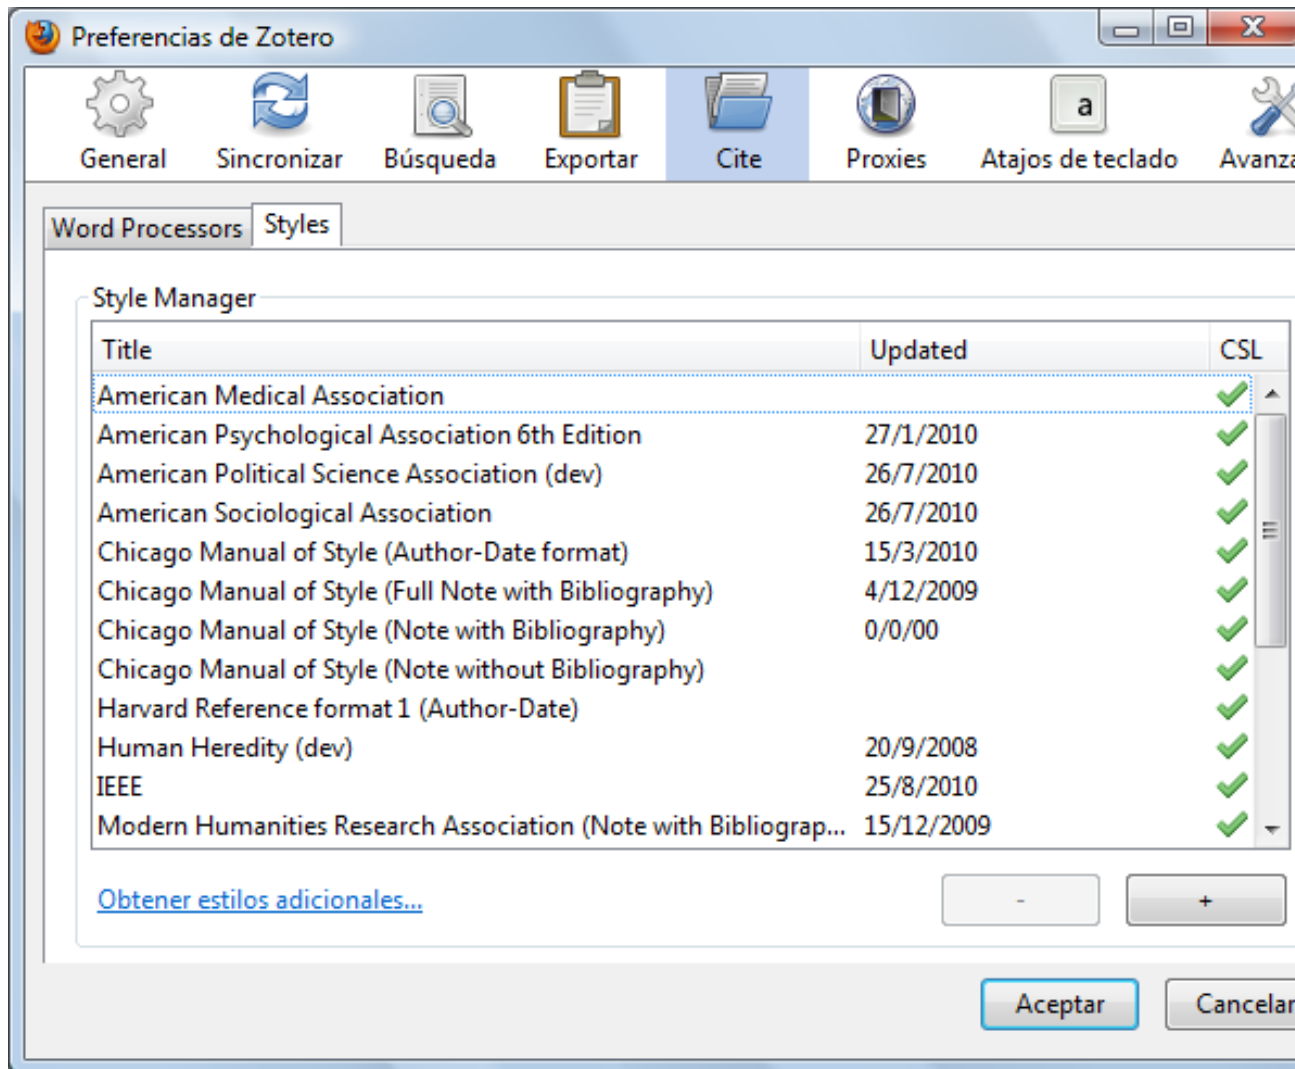 Preferencias de Zotero
General Sincronizar Búsqueda Exportar Cite Proxies Atajos de teclado Avanza
Word Processors Styles
Style Manager
Title Updated CSL
American Medical Association
American Psychological Association 6th Edition 27/1/2010
American Political Science Association (dev) 26/7/2010
American Sociological Association 26/7/2010
Chicago Manual of Style (Author-Date format) 15/3/2010
Chicago Manual of Style (Full Note with Bibliography) 4/12/2009
Chicago Manual of Style (Note with Bibliography) 0/0/00
Chicago Manual of Style (Note without Bibliography)
Harvard Reference format 1 (Author-Date)
Human Heredity (dev) 20/9/2008
IEEE 25/8/2010
Modern Humanities Research Association (Note with Bibliograp... 15/12/2009
Obtener estilos adicionales... - +
Aceptar Cancelar